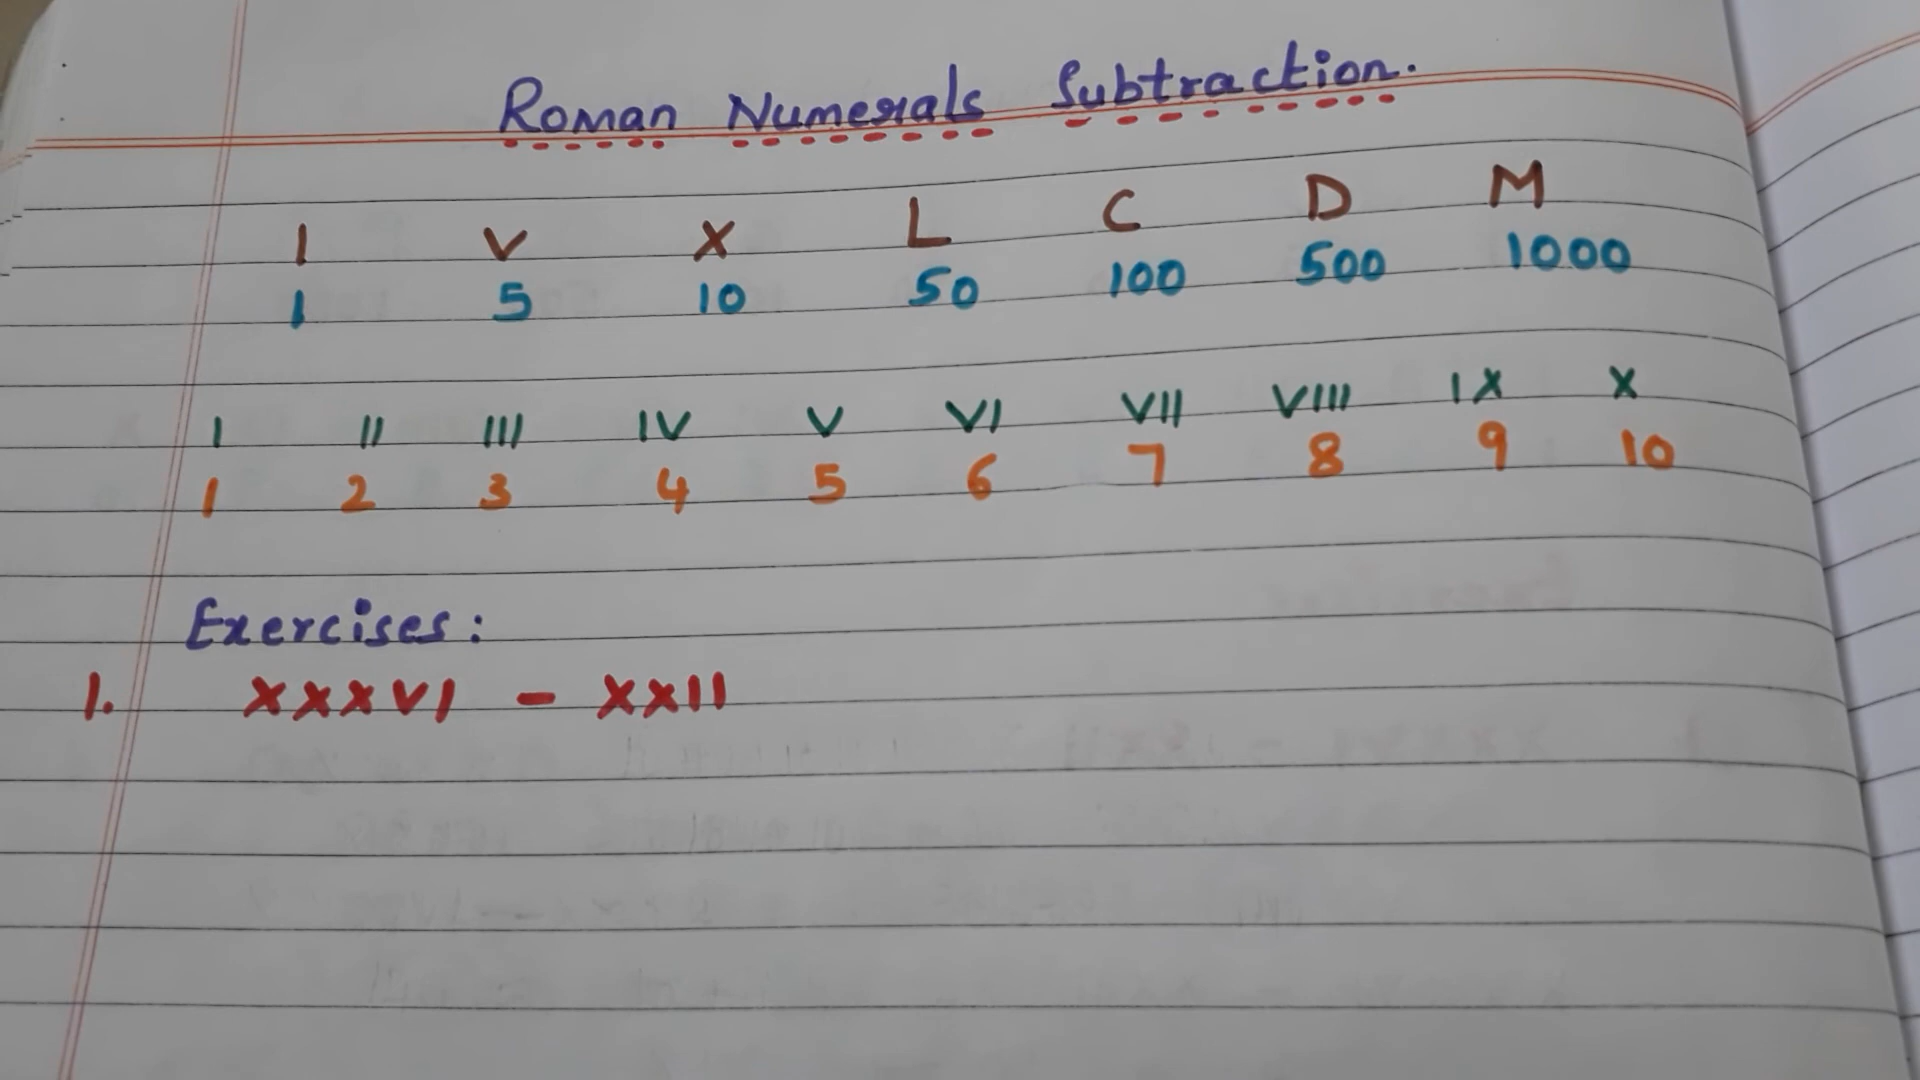 Roman Numerals Subtraction.
I V X L C D M
1 5 10 50 100 500 1000
I II III IV V VI VII VIII IX X
1 2 3 4 5 6 7 8 9 10
Exercises:
1. XXXVI - XXII